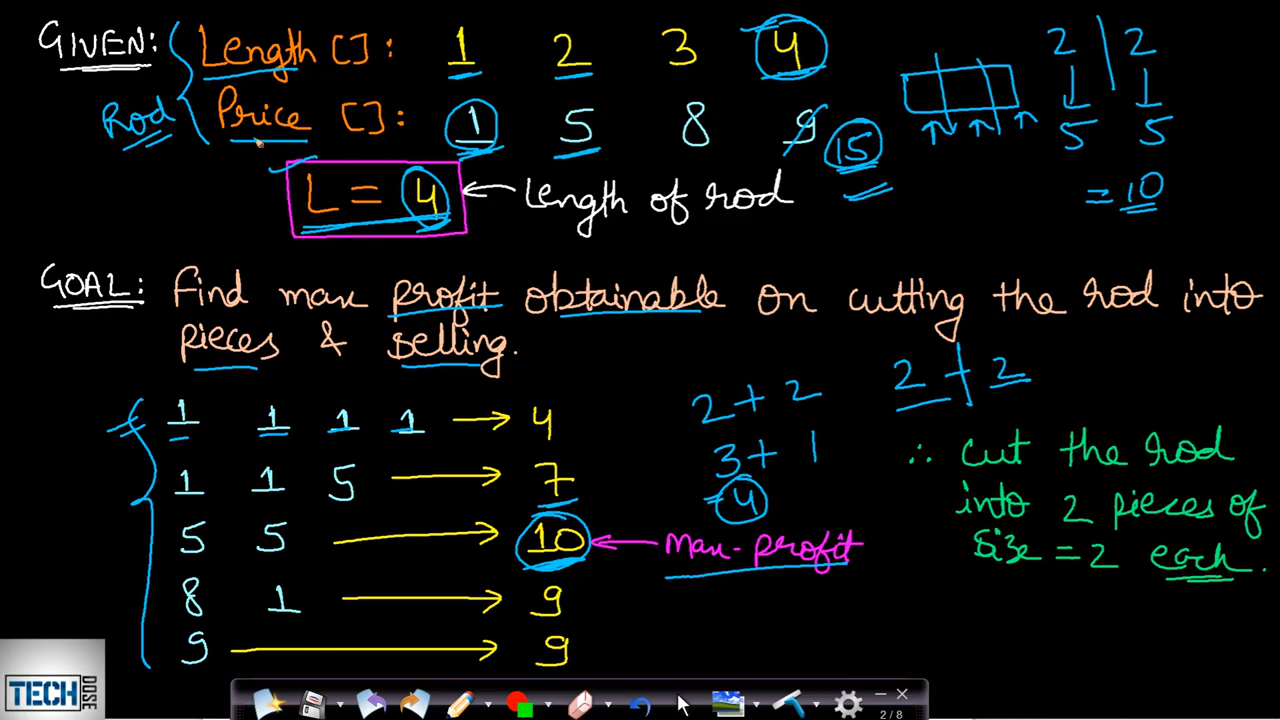 GIVEN: Length []: 1 2 3 4
Rod Price []: 1 5 8 9 15
2 2
1 1
5 5
= 10
L = 4 ← Length of rod
GOAL: Find max profit obtainable on cutting the rod into
pieces & selling.
1 1 1 1 → 4
1 1 5 → 7
5 5 → 10 ← Max-profit
8 1 → 9
9 → 9
2 + 2
3 + 1
= 4
2 + 2
∴ cut the rod
into 2 pieces of
size = 2 each.
TECH DOSE
2 / 8